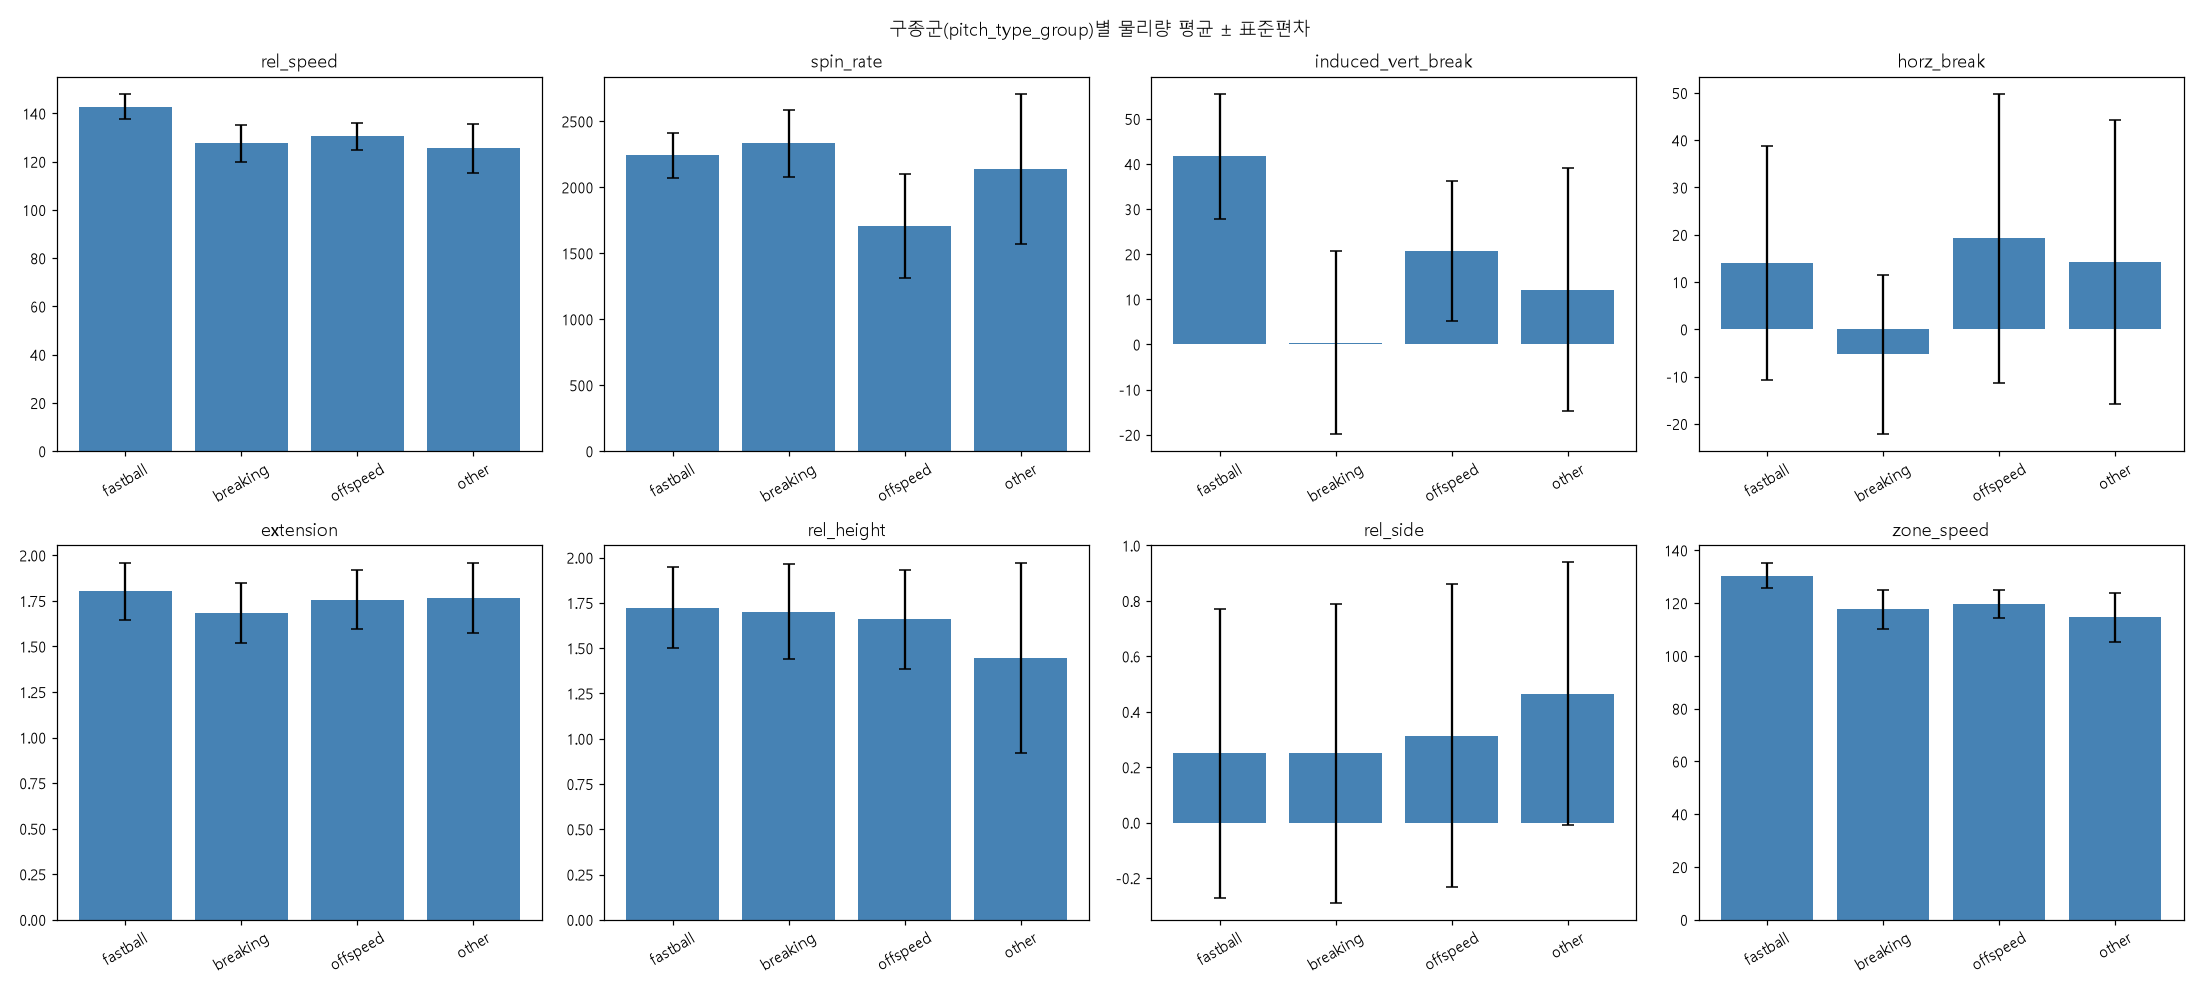 구종군(pitch_type_group)별 물리량 평균 ± 표준편차
rel_speed
140
120
100
80
60
40
20
0
fastball
breaking
offspeed
other
spin_rate
2500
2000
1500
1000
500
0
fastball
breaking
offspeed
other
induced_vert_break
50
40
30
20
10
0
-10
-20
fastball
breaking
offspeed
other
horz_break
50
40
30
20
10
0
-10
-20
fastball
breaking
offspeed
other
extension
2.00
1.75
1.50
1.25
1.00
0.75
0.50
0.25
0.00
fastball
breaking
offspeed
other
rel_height
2.00
1.75
1.50
1.25
1.00
0.75
0.50
0.25
0.00
fastball
breaking
offspeed
other
rel_side
1.0
0.8
0.6
0.4
0.2
0.0
-0.2
fastball
breaking
offspeed
other
zone_speed
140
120
100
80
60
40
20
0
fastball
breaking
offspeed
other